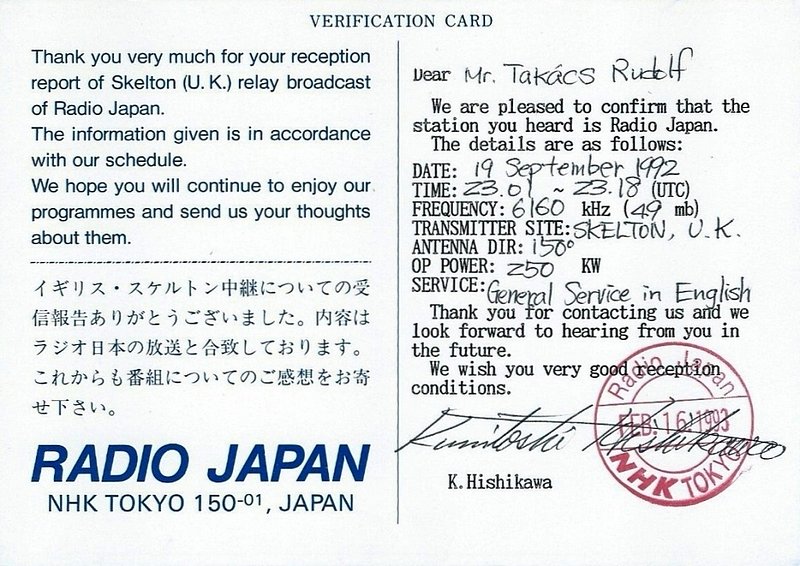 VERIFICATION CARD
Thank you very much for your reception
report of Skelton (U.K.) relay broadcast
of Radio Japan.
The information given is in accordance
with our schedule.
We hope you will continue to enjoy our
programmes and send us your thoughts
about them.
イギリス・スケルトン中継についての受
信報告ありがとうございました。内容は
ラジオ日本の放送と合致しております。
これからも番組についてのご感想をお寄
せ下さい。
RADIO JAPAN
NHK TOKYO 150-01, JAPAN
Dear Mr. Takács Rudolf
We are pleased to confirm that the
station you heard is Radio Japan.
The details are as follows:
DATE: 19 September 1992
TIME: 23.01 ~ 23.18 (UTC)
FREQUENCY: 6160 kHz (49 mb)
TRANSMITTER SITE: SKELTON, U.K.
ANTENNA DIR: 150°
OP POWER: 250 KW
SERVICE: General Service in English
Thank you for contacting us and we
look forward to hearing from you in
the future.
We wish you very good reception
conditions.
Kunitoshi Hishikawa
K.Hishikawa
Radio Japan
FEB. 16. 1993
NHK TOKYO